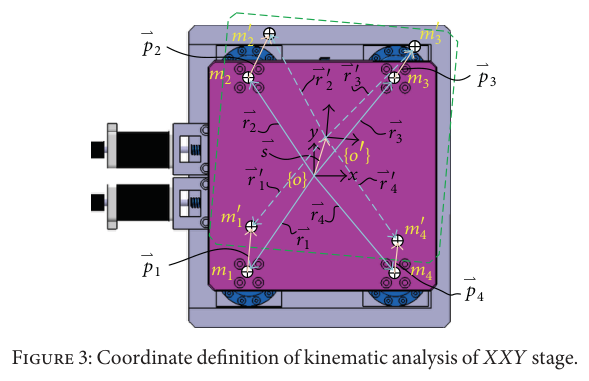 m₂′ m₃′
p⃗₂
m₂ r⃗₂′ r⃗₃′ m₃ p⃗₃
r⃗₂ y r⃗₃
s⃗ {o′}
r⃗₁′ {o} x r⃗₄′
m₁′ r⃗₄ m₄′
r⃗₁
p⃗₁ m₁ m₄ p⃗₄
FIGURE 3: Coordinate definition of kinematic analysis of XXY stage.